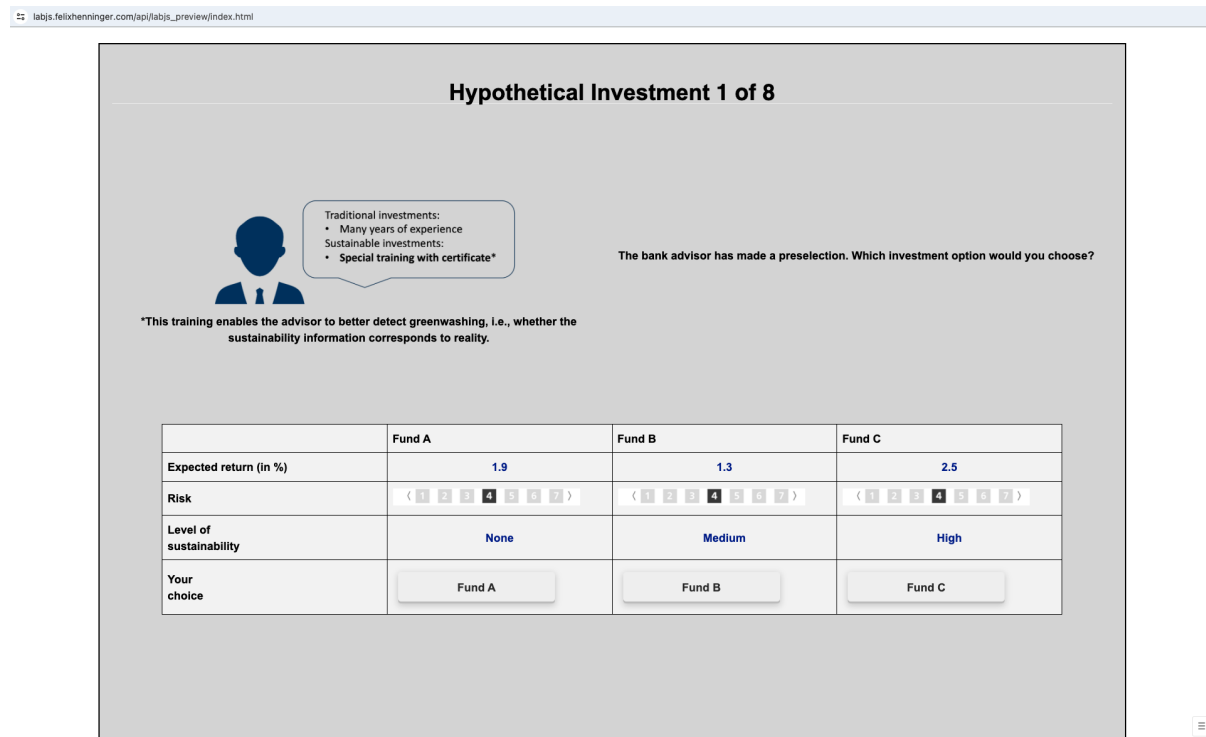 labjs.felixhenninger.com/api/labjs_preview/index.html
Hypothetical Investment 1 of 8
Traditional investments:
• Many years of experience
Sustainable investments:
• Special training with certificate*
The bank advisor has made a preselection. Which investment option would you choose?
*This training enables the advisor to better detect greenwashing, i.e., whether the
sustainability information corresponds to reality.
Fund A Fund B Fund C
Expected return (in %) 1.9 1.3 2.5
Risk 〈 1 2 3 4 5 6 7 〉 〈 1 2 3 4 5 6 7 〉 〈 1 2 3 4 5 6 7 〉
Level of
sustainability None Medium High
Your
choice Fund A Fund B Fund C